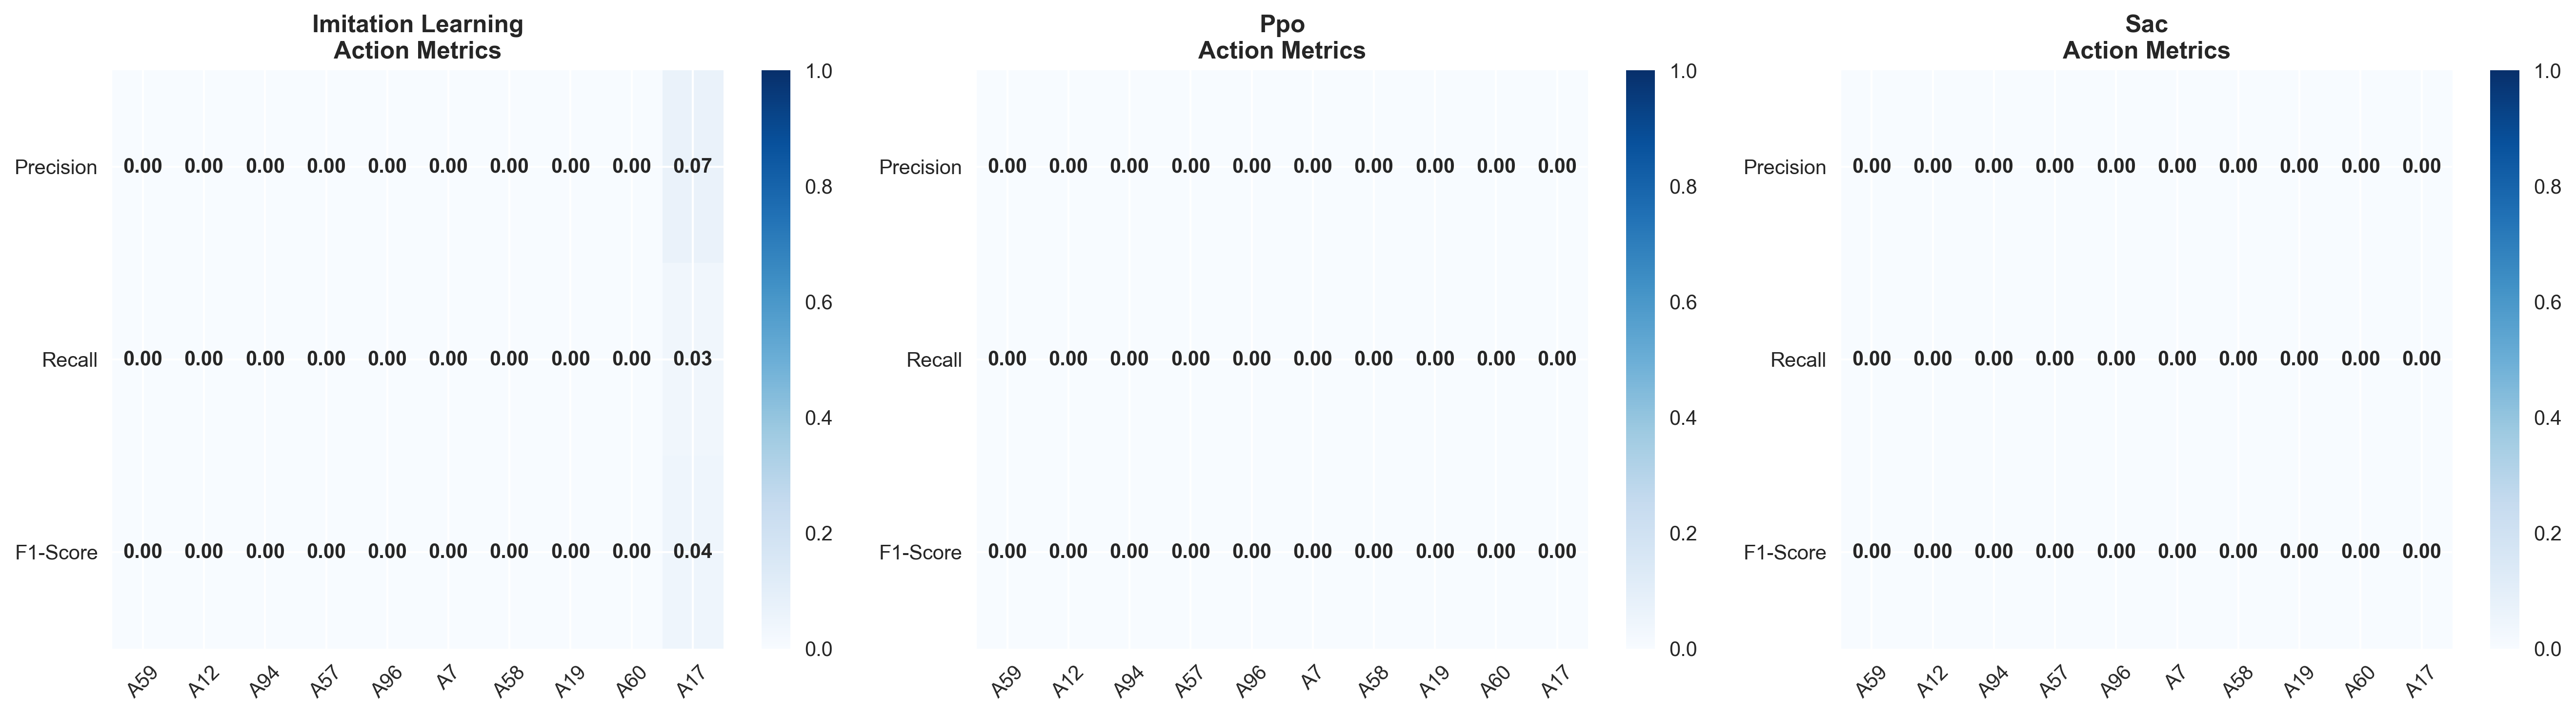 Imitation Learning
Action Metrics
1.0
Precision 0.00 0.00 0.00 0.00 0.00 0.00 0.00 0.00 0.00 0.07
0.8
0.6
Recall 0.00 0.00 0.00 0.00 0.00 0.00 0.00 0.00 0.00 0.03
0.4
0.2
F1-Score 0.00 0.00 0.00 0.00 0.00 0.00 0.00 0.00 0.00 0.04
0.0
A59 A12 A94 A57 A96 A7 A58 A19 A60 A17
Ppo
Action Metrics
1.0
Precision 0.00 0.00 0.00 0.00 0.00 0.00 0.00 0.00 0.00 0.00
0.8
0.6
Recall 0.00 0.00 0.00 0.00 0.00 0.00 0.00 0.00 0.00 0.00
0.4
0.2
F1-Score 0.00 0.00 0.00 0.00 0.00 0.00 0.00 0.00 0.00 0.00
0.0
A59 A12 A94 A57 A96 A7 A58 A19 A60 A17
Sac
Action Metrics
1.0
Precision 0.00 0.00 0.00 0.00 0.00 0.00 0.00 0.00 0.00 0.00
0.8
0.6
Recall 0.00 0.00 0.00 0.00 0.00 0.00 0.00 0.00 0.00 0.00
0.4
0.2
F1-Score 0.00 0.00 0.00 0.00 0.00 0.00 0.00 0.00 0.00 0.00
0.0
A59 A12 A94 A57 A96 A7 A58 A19 A60 A17